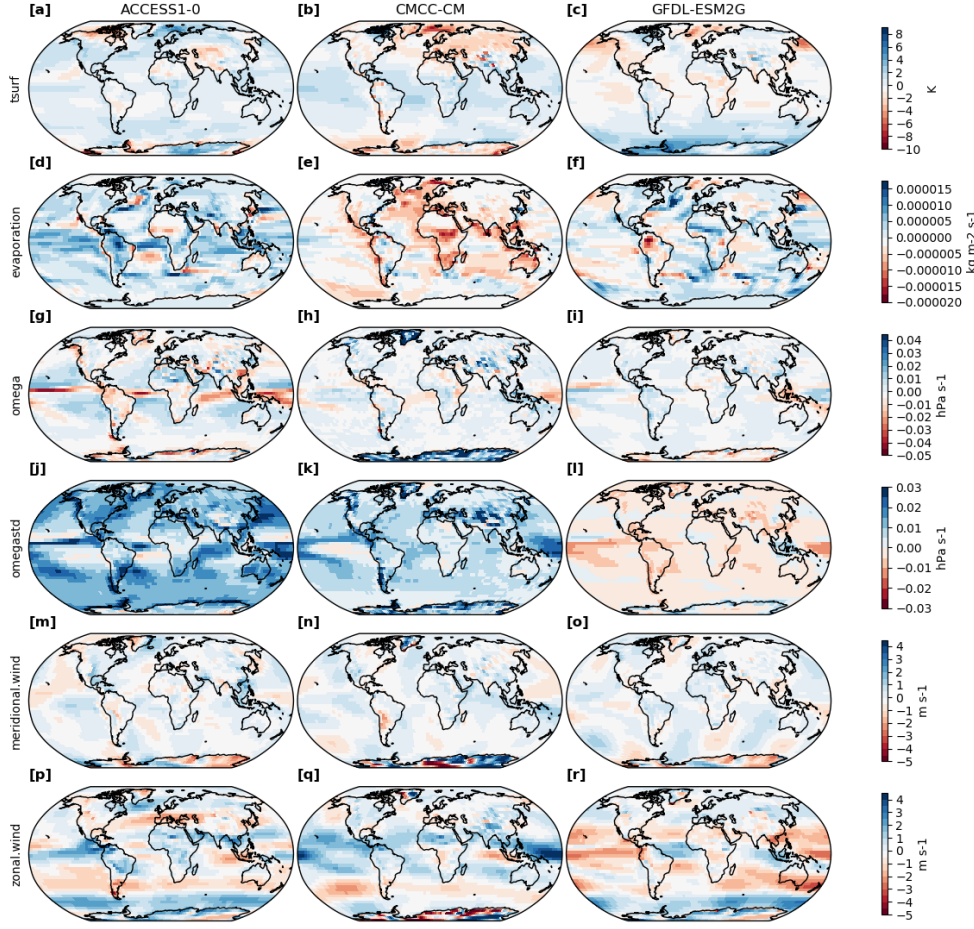 ACCESS1-0 CMCC-CM GFDL-ESM2G
[a] [b] [c]
tsurf
8
6
4
2
0
−2
−4
−6
−8
−10
K
[d] [e] [f]
evaporation
0.000015
0.000010
0.000005
0.000000
−0.000005
−0.000010
−0.000015
−0.000020
kg m-2 s-1
[g] [h] [i]
omega
0.04
0.03
0.02
0.01
0.00
−0.01
−0.02
−0.03
−0.04
−0.05
hPa s-1
[j] [k] [l]
omegastd
0.03
0.02
0.01
0.00
−0.01
−0.02
−0.03
hPa s-1
[m] [n] [o]
meridional.wind
4
3
2
1
0
−1
−2
−3
−4
−5
m s-1
[p] [q] [r]
zonal.wind
4
3
2
1
0
−1
−2
−3
−4
−5
m s-1